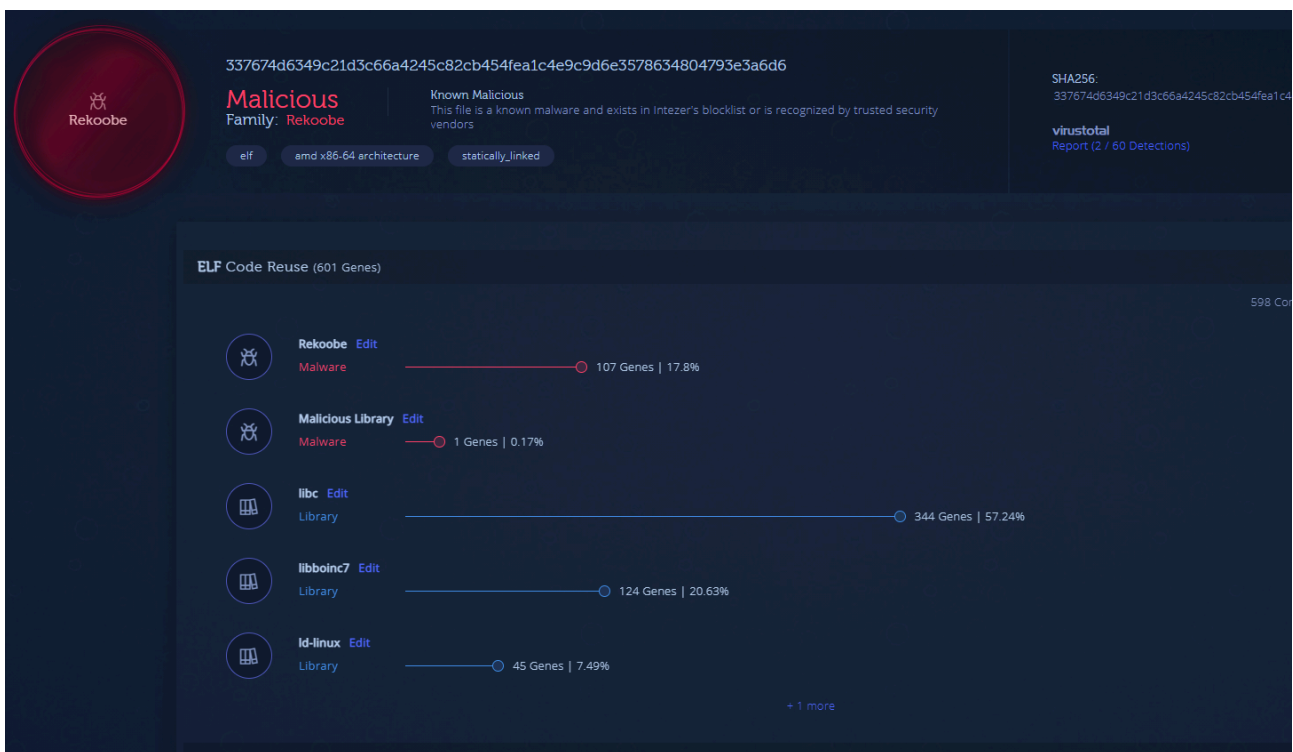 Rekoobe
337674d6349c21d3c66a4245c82cb454fea1c4e9c9d6e3578634804793e3a6d6
Malicious
Family: Rekoobe
Known Malicious
This file is a known malware and exists in Intezer's blocklist or is recognized by trusted security
vendors
elf
amd x86-64 architecture
statically_linked
SHA256:
337674d6349c21d3c66a4245c82cb454fea1c4
virustotal
Report (2 / 60 Detections)
ELF Code Reuse (601 Genes)
598 Co
Rekoobe Edit
Malware
107 Genes | 17.8%
Malicious Library Edit
Malware
1 Genes | 0.17%
libc Edit
Library
344 Genes | 57.24%
libboinc7 Edit
Library
124 Genes | 20.63%
ld-linux Edit
Library
45 Genes | 7.49%
+ 1 more